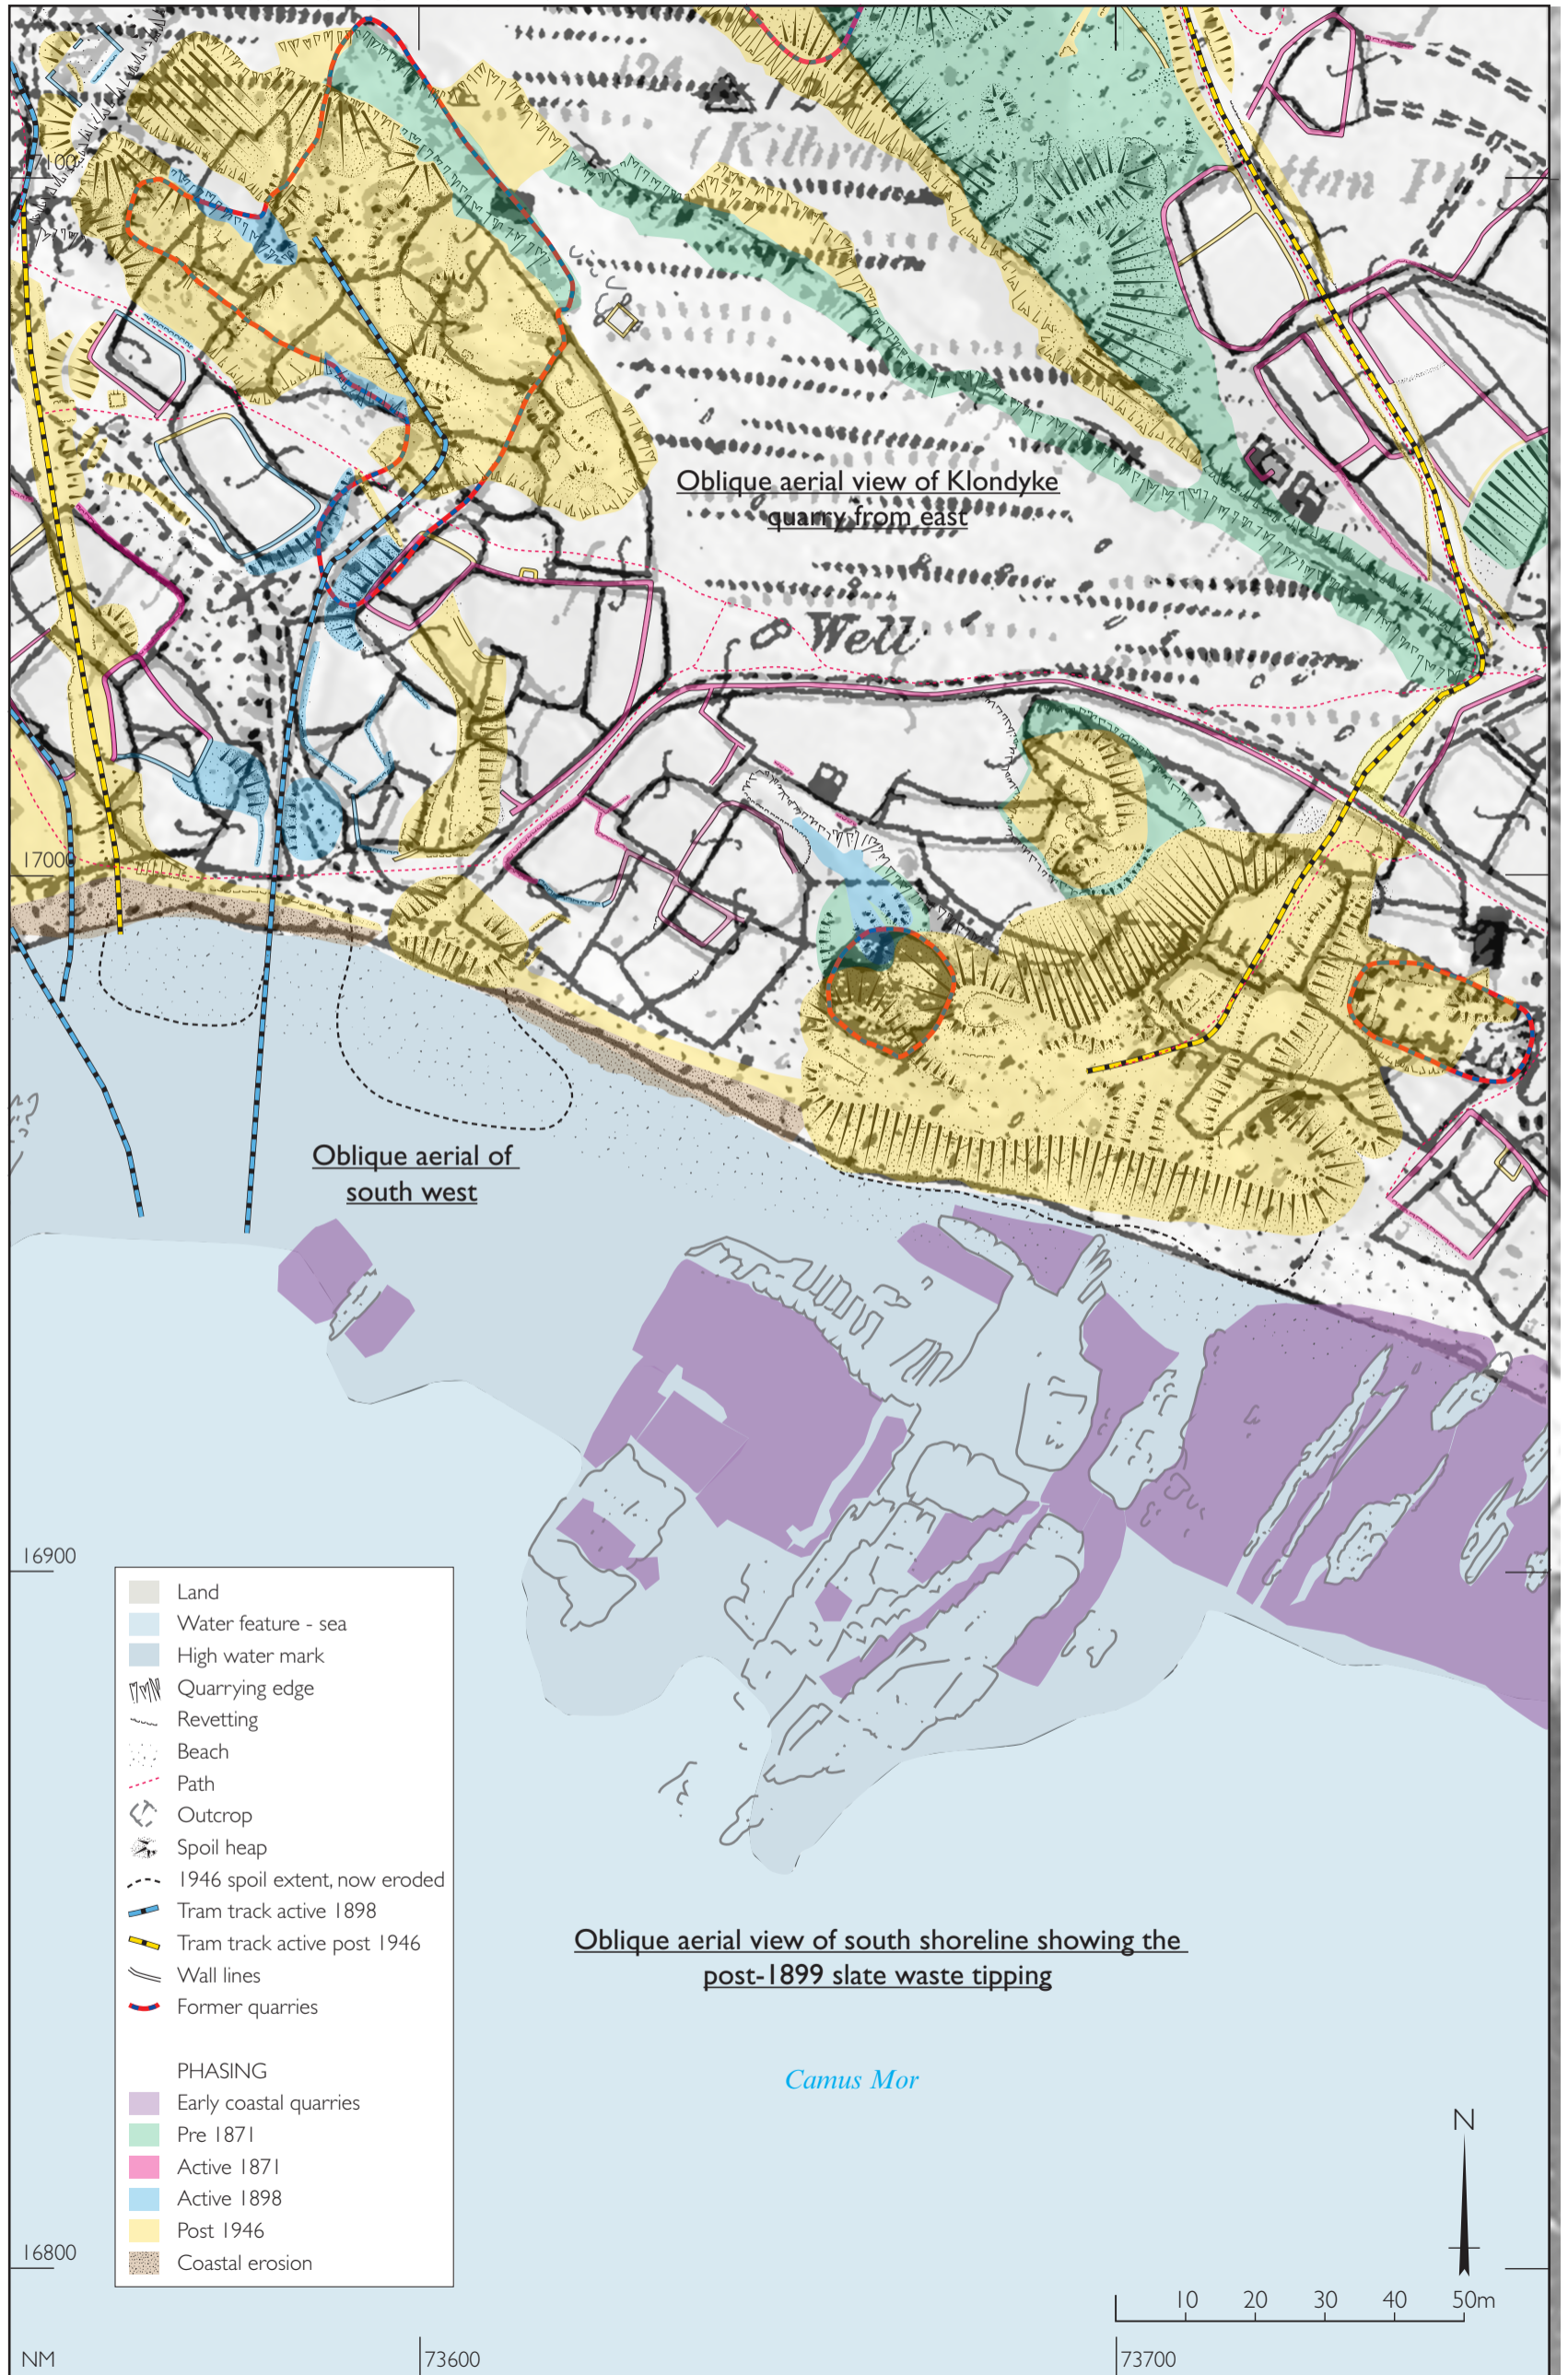 124
17100
Oblique aerial view of Klondyke
quarry from east
Well
17000
Oblique aerial of
south west
16900
Land
Water feature - sea
High water mark
Quarrying edge
Revetting
Beach
Path
Outcrop
Spoil heap
1946 spoil extent, now eroded
Tram track active 1898
Tram track active post 1946
Wall lines
Former quarries
PHASING
Early coastal quarries
Pre 1871
Active 1871
Active 1898
Post 1946
Coastal erosion
Oblique aerial view of south shoreline showing the
post-1899 slate waste tipping
Camus Mor
N
16800
10 20 30 40 50m
NM
73600
73700